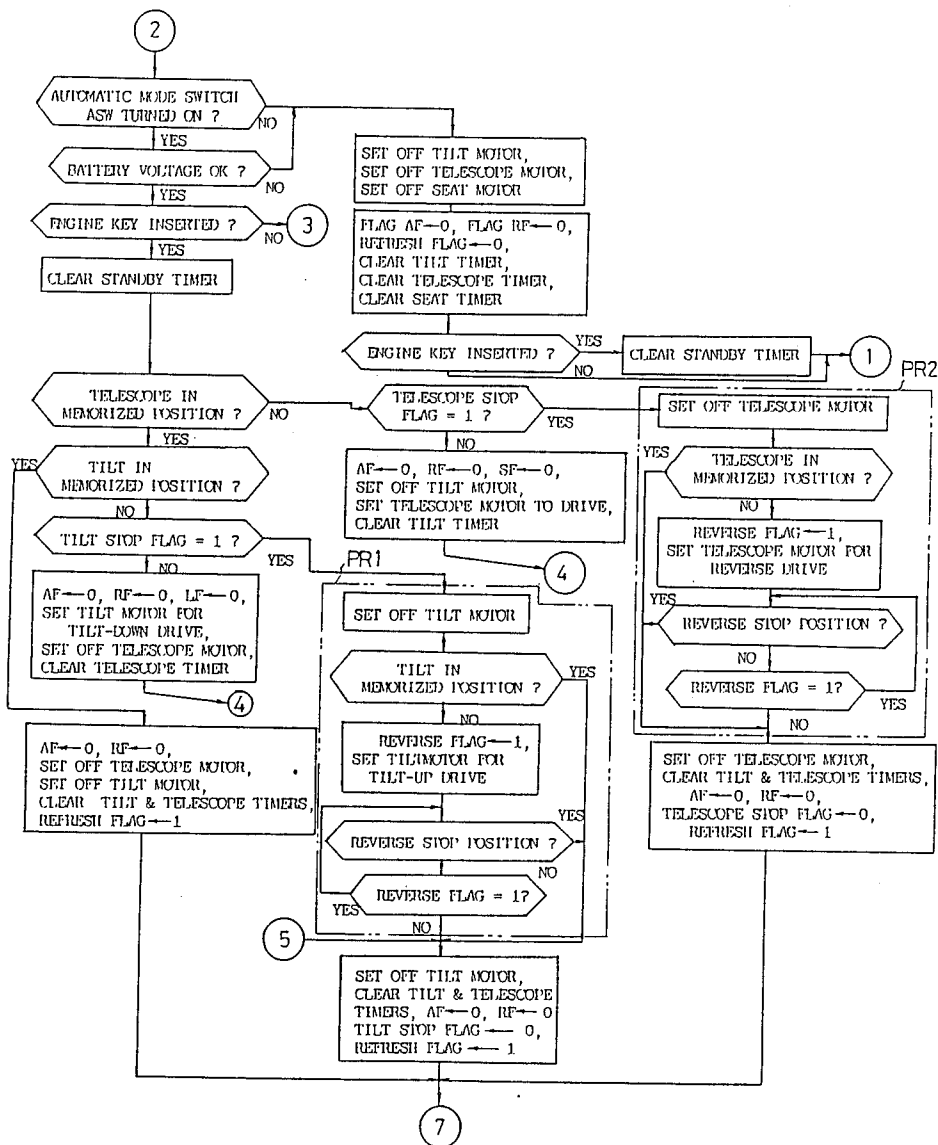 2
AUTOMATIC MODE SWITCH
ASW TURNED ON ?
NO
YES
BATTERY VOLTAGE OK ?
NO
YES
ENGINE KEY INSERTED ?
NO
3
YES
CLEAR STANDBY TIMER
SET OFF TILT MOTOR,
SET OFF TELESCOPE MOTOR,
SET OFF SEAT MOTOR
FLAG AF←0, FLAG RF←0,
REFRESH FLAG←0,
CLEAR TILT TIMER,
CLEAR TELESCOPE TIMER,
CLEAR SEAT TIMER
ENGINE KEY INSERTED ?
YES
NO
CLEAR STANDBY TIMER
1
TELESCOPE IN
MEMORIZED POSITION ?
NO
YES
TELESCOPE STOP
FLAG = 1 ?
YES
NO
PR2
SET OFF TELESCOPE MOTOR
YES
TELESCOPE IN
MEMORIZED POSITION ?
NO
REVERSE FLAG←1,
SET TELESCOPE MOTOR FOR
REVERSE DRIVE
YES
REVERSE STOP POSITION ?
NO
REVERSE FLAG = 1?
YES
NO
SET OFF TELESCOPE MOTOR,
CLEAR TILT & TELESCOPE TIMERS,
AF←0, RF←0,
TELESCOPE STOP FLAG←0,
REFRESH FLAG←1
AF←0, RF←0, SF←0,
SET OFF TILT MOTOR,
SET TELESCOPE MOTOR TO DRIVE,
CLEAR TILT TIMER
4
YES
TILT IN
MEMORIZED POSITION ?
NO
TILT STOP FLAG = 1 ?
YES
NO
AF←0, RF←0, LF←0,
SET TILT MOTOR FOR
TILT-DOWN DRIVE,
SET OFF TELESCOPE MOTOR,
CLEAR TELESCOPE TIMER
4
AF←0, RF←0,
SET OFF TELESCOPE MOTOR,
SET OFF TILT MOTOR,
CLEAR TILT & TELESCOPE TIMERS,
REFRESH FLAG←1
PR1
SET OFF TILT MOTOR
TILT IN
MEMORIZED POSITION ?
YES
NO
REVERSE FLAG←1,
SET TILTMOTOR FOR
TILT-UP DRIVE
YES
REVERSE STOP POSITION ?
NO
REVERSE FLAG = 1?
YES
NO
5
SET OFF TILT MOTOR,
CLEAR TILT & TELESCOPE
TIMERS, AF←0, RF←0
TILT STOP FLAG←0,
REFRESH FLAG←1
7